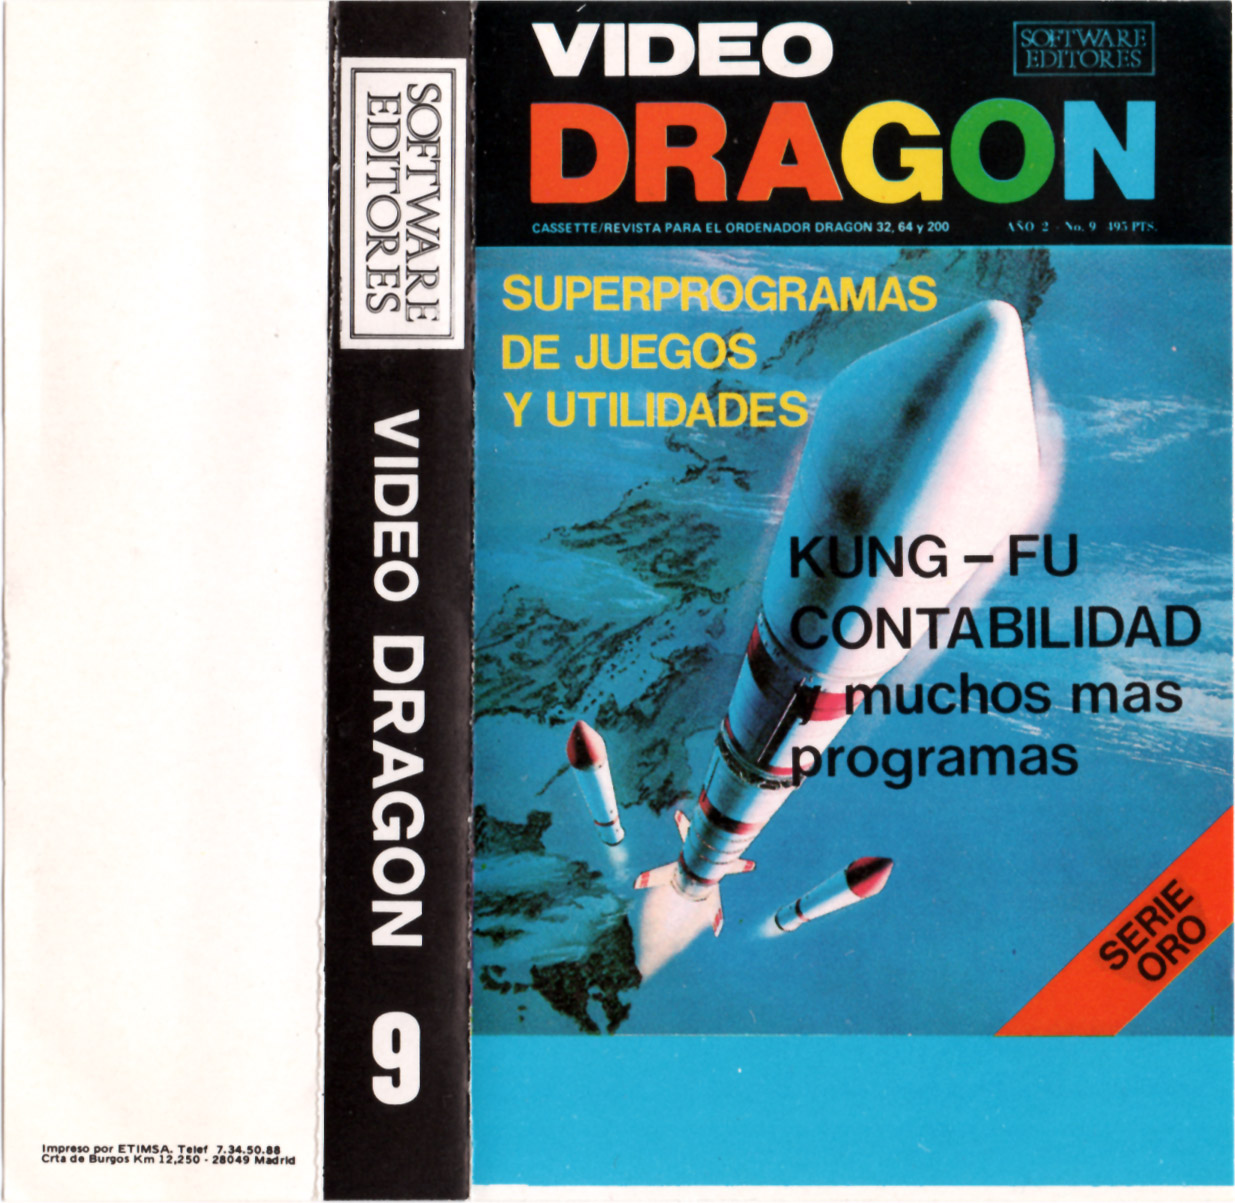 SOFTWARE
EDITORES
VIDEO DRAGON 9
Impreso por ETIMSA. Telef 7.34.50.88
Crta de Burgos Km 12,250 - 28049 Madrid
VIDEO
SOFTWARE
EDITORES
DRAGON
CASSETTE/REVISTA PARA EL ORDENADOR DRAGON 32, 64 y 200
AÑO 2 - No. 9 495 PTS.
SUPERPROGRAMAS
DE JUEGOS
Y UTILIDADES
KUNG – FU
CONTABILIDAD
y muchos mas
programas
SERIE
ORO